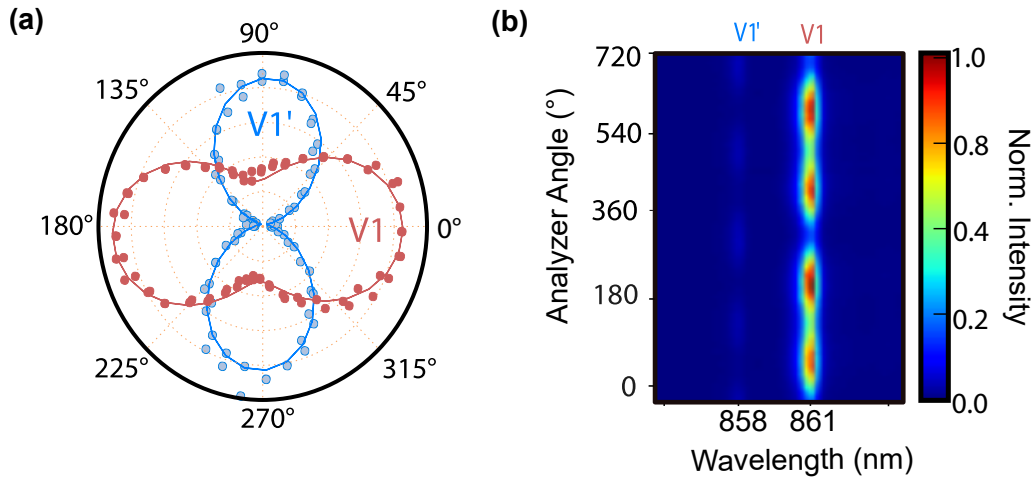 (a)
90°
135°
45°
V1'
180°
V1
0°
225°
315°
270°
(b)
V1'
V1
720
540
360
180
0
Analyzer Angle (°)
858
861
Wavelength (nm)
1.0
0.8
0.6
0.4
0.2
0.0
Norm. Intensity